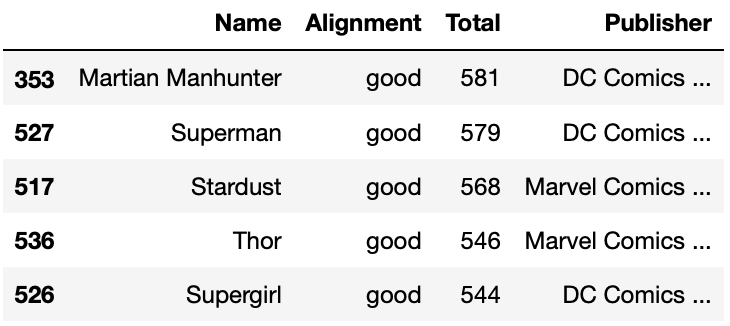 Name Alignment Total Publisher
353 Martian Manhunter good 581 DC Comics ...
527 Superman good 579 DC Comics ...
517 Stardust good 568 Marvel Comics ...
536 Thor good 546 Marvel Comics ...
526 Supergirl good 544 DC Comics ...